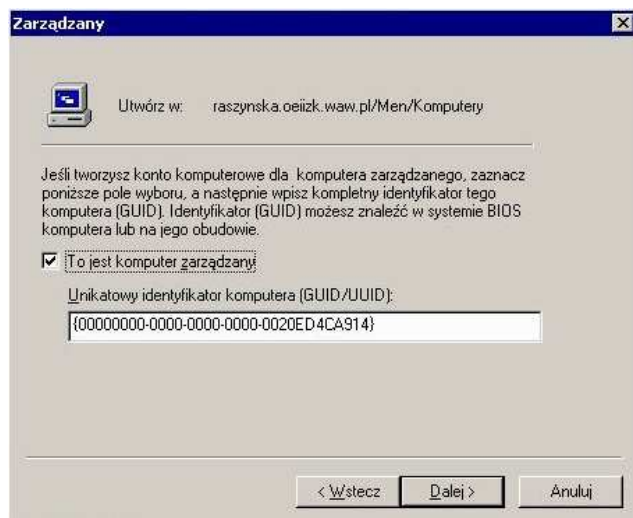 Zarządzany
Utwórz w: raszynska.oeiizk.waw.pl/Men/Komputery
Jeśli tworzysz konto komputerowe dla komputera zarządzanego, zaznacz
poniższe pole wyboru, a następnie wpisz kompletny identyfikator tego
komputera (GUID). Identyfikator (GUID) możesz znaleźć w systemie BIOS
komputera lub na jego obudowie.
To jest komputer zarządzany
Unikatowy identyfikator komputera (GUID/UUID):
{00000000-0000-0000-0000-0020ED4CA914}
< Wstecz Dalej > Anuluj